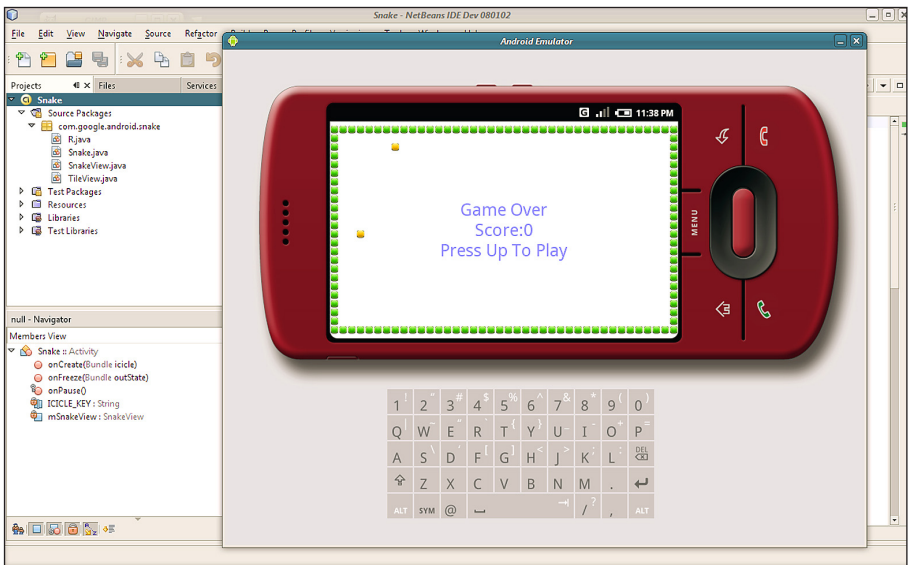 Snake - NetBeans IDE Dev 080102
File Edit View Navigate Source Refactor
Android Emulator
Projects Files Services
Snake
Source Packages
com.google.android.snake
R.java
Snake.java
SnakeView.java
TileView.java
Test Packages
Resources
Libraries
Test Libraries
null - Navigator
Members View
Snake :: Activity
onCreate(Bundle icicle)
onFreeze(Bundle outState)
onPause()
ICICLE_KEY : String
mSnakeView : SnakeView
G 11:38 PM
Game Over
Score:0
Press Up To Play
MENU
1 ! 2 " 3 # 4 $ 5 % 6 ^ 7 & 8 * 9 ( 0 )
Q W E R T { Y } U _ I - O + P =
A S D F [ G ] H < J > K ; L : DEL
Z X C V B N M .
ALT SYM @ / ? , ALT